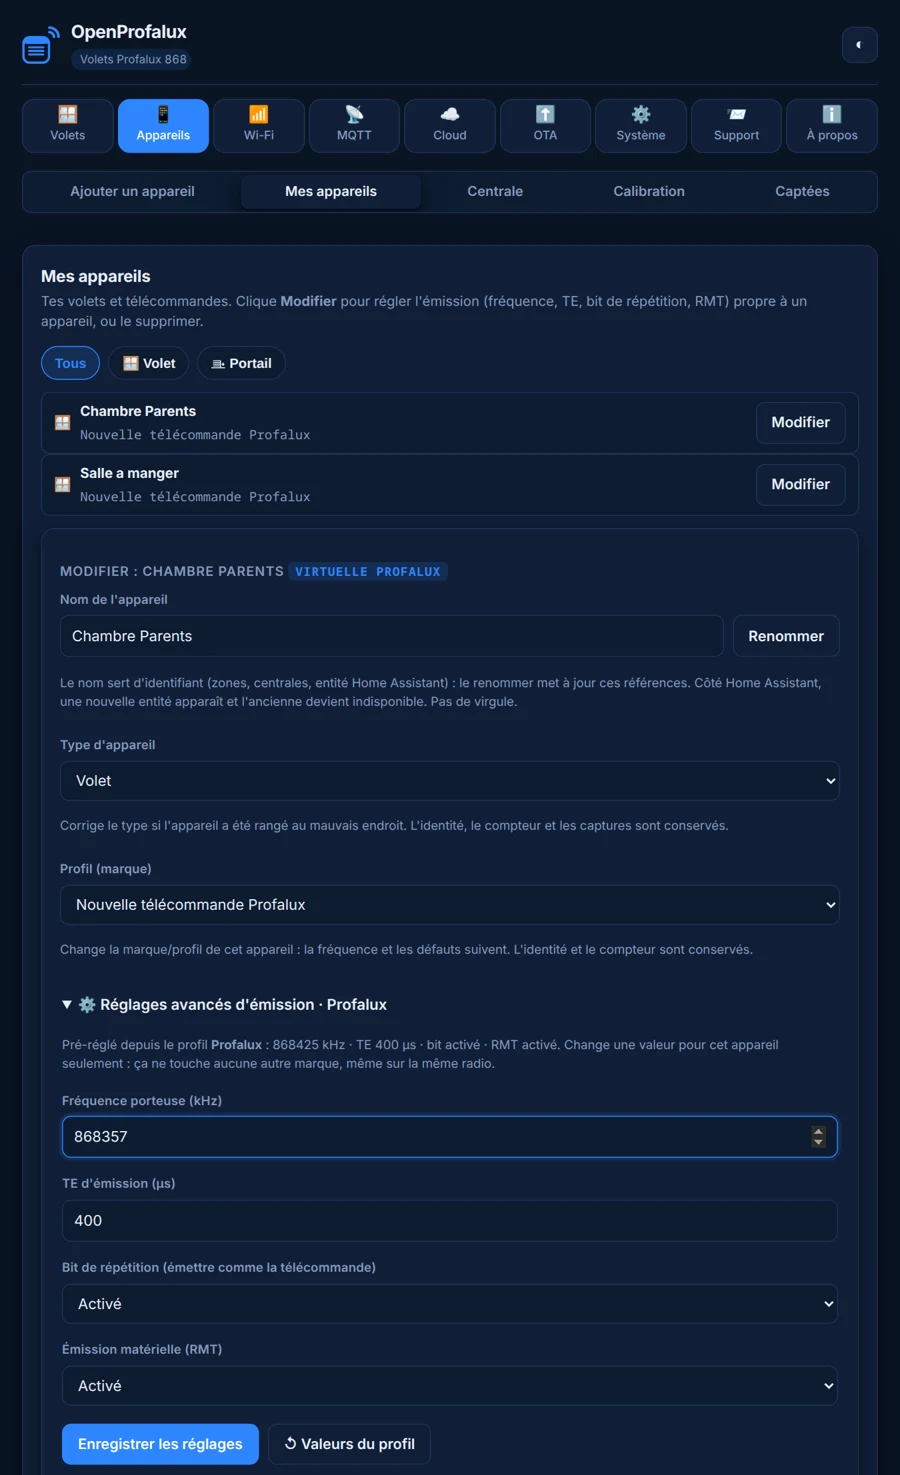 OpenProfalux
Volets Profalux 868
Volets
Appareils
Wi-Fi
MQTT
Cloud
OTA
Système
Support
À propos
Ajouter un appareil
Mes appareils
Centrale
Calibration
Captées
Mes appareils
Tes volets et télécommandes. Clique Modifier pour régler l'émission (fréquence, TE, bit de répétition, RMT) propre à un
appareil, ou le supprimer.
Tous
Volet
Portail
Chambre Parents
Nouvelle télécommande Profalux
Modifier
Salle a manger
Nouvelle télécommande Profalux
Modifier
MODIFIER : CHAMBRE PARENTS VIRTUELLE PROFALUX
Nom de l'appareil
Chambre Parents
Renommer
Le nom sert d'identifiant (zones, centrales, entité Home Assistant) : le renommer met à jour ces références. Côté Home Assistant,
une nouvelle entité apparaît et l'ancienne devient indisponible. Pas de virgule.
Type d'appareil
Volet
Corrige le type si l'appareil a été rangé au mauvais endroit. L'identité, le compteur et les captures sont conservés.
Profil (marque)
Nouvelle télécommande Profalux
Change la marque/profil de cet appareil : la fréquence et les défauts suivent. L'identité et le compteur sont conservés.
▼ ⚙️ Réglages avancés d'émission · Profalux
Pré-réglé depuis le profil Profalux : 868425 kHz · TE 400 µs · bit activé · RMT activé. Change une valeur pour cet appareil
seulement : ça ne touche aucune autre marque, même sur la même radio.
Fréquence porteuse (kHz)
868357
TE d'émission (µs)
400
Bit de répétition (émettre comme la télécommande)
Activé
Émission matérielle (RMT)
Activé
Enregistrer les réglages
↺ Valeurs du profil